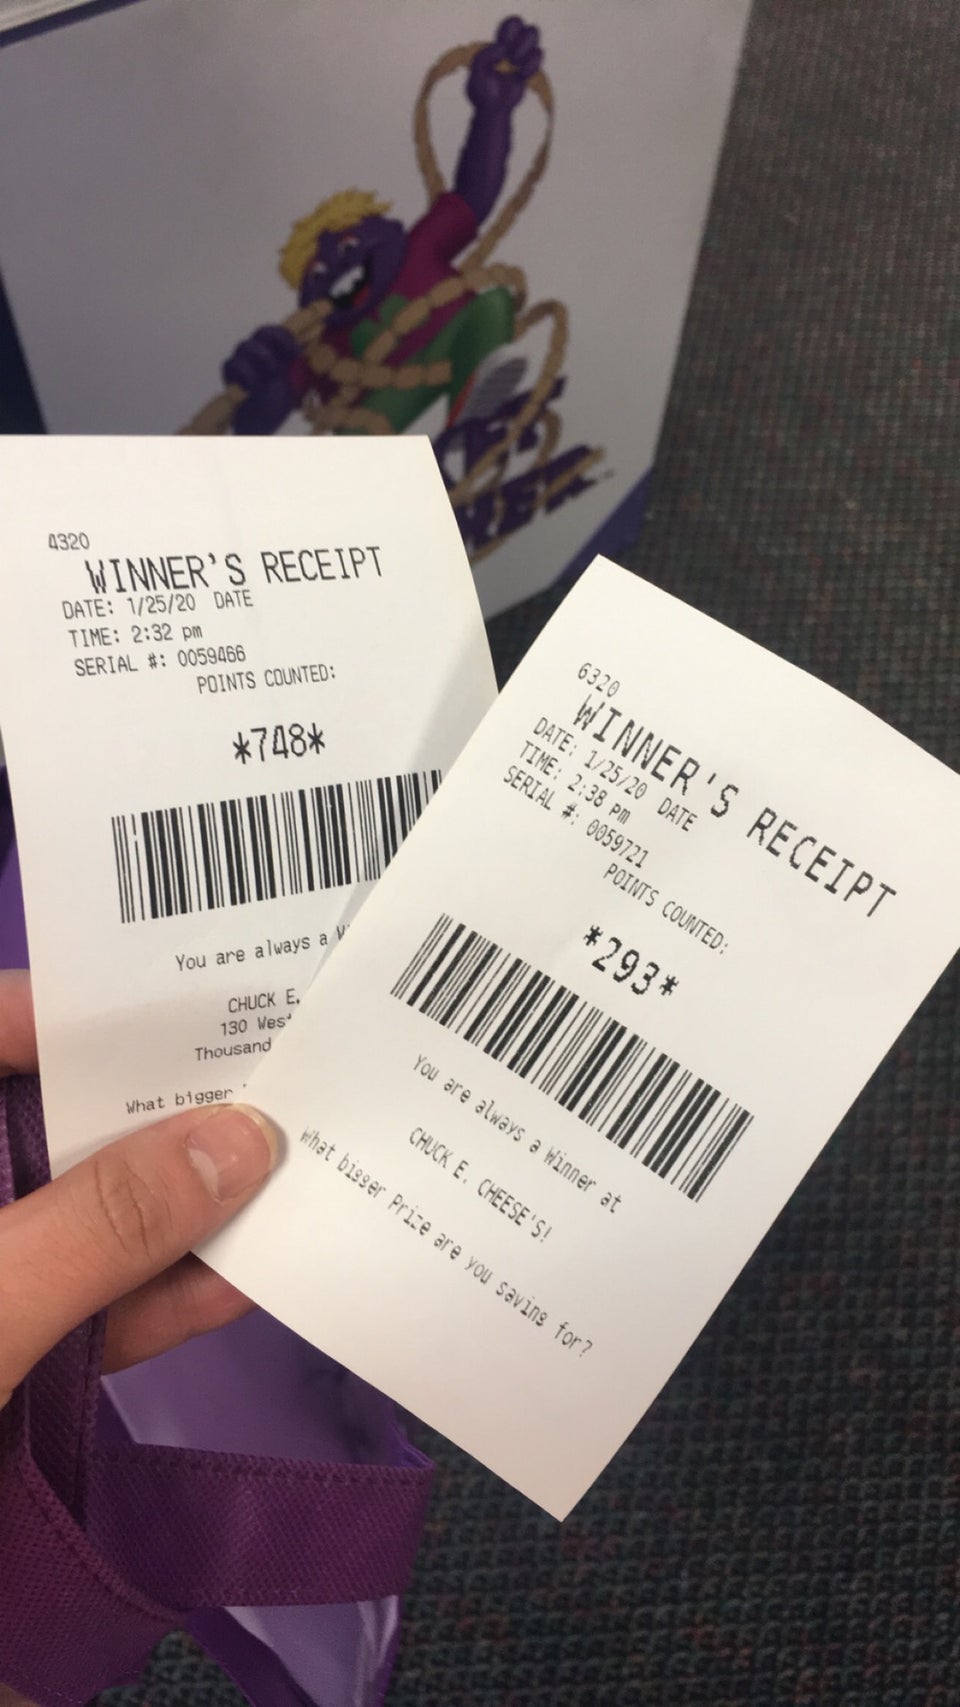 4320
WINNER'S RECEIPT
DATE: 1/25/20 DATE
TIME: 2:32 pm
SERIAL #: 0059466
POINTS COUNTED:
*748*
You are always a
CHUCK E.
130 West
Thousand
What bigger
6320
WINNER'S RECEIPT
DATE: 1/25/20 DATE
TIME: 2:38 pm
SERIAL #: 0059721
POINTS COUNTED:
*293*
You are always a Winner at
CHUCK E. CHEESE'S!
What bigger Prize are you saving for?